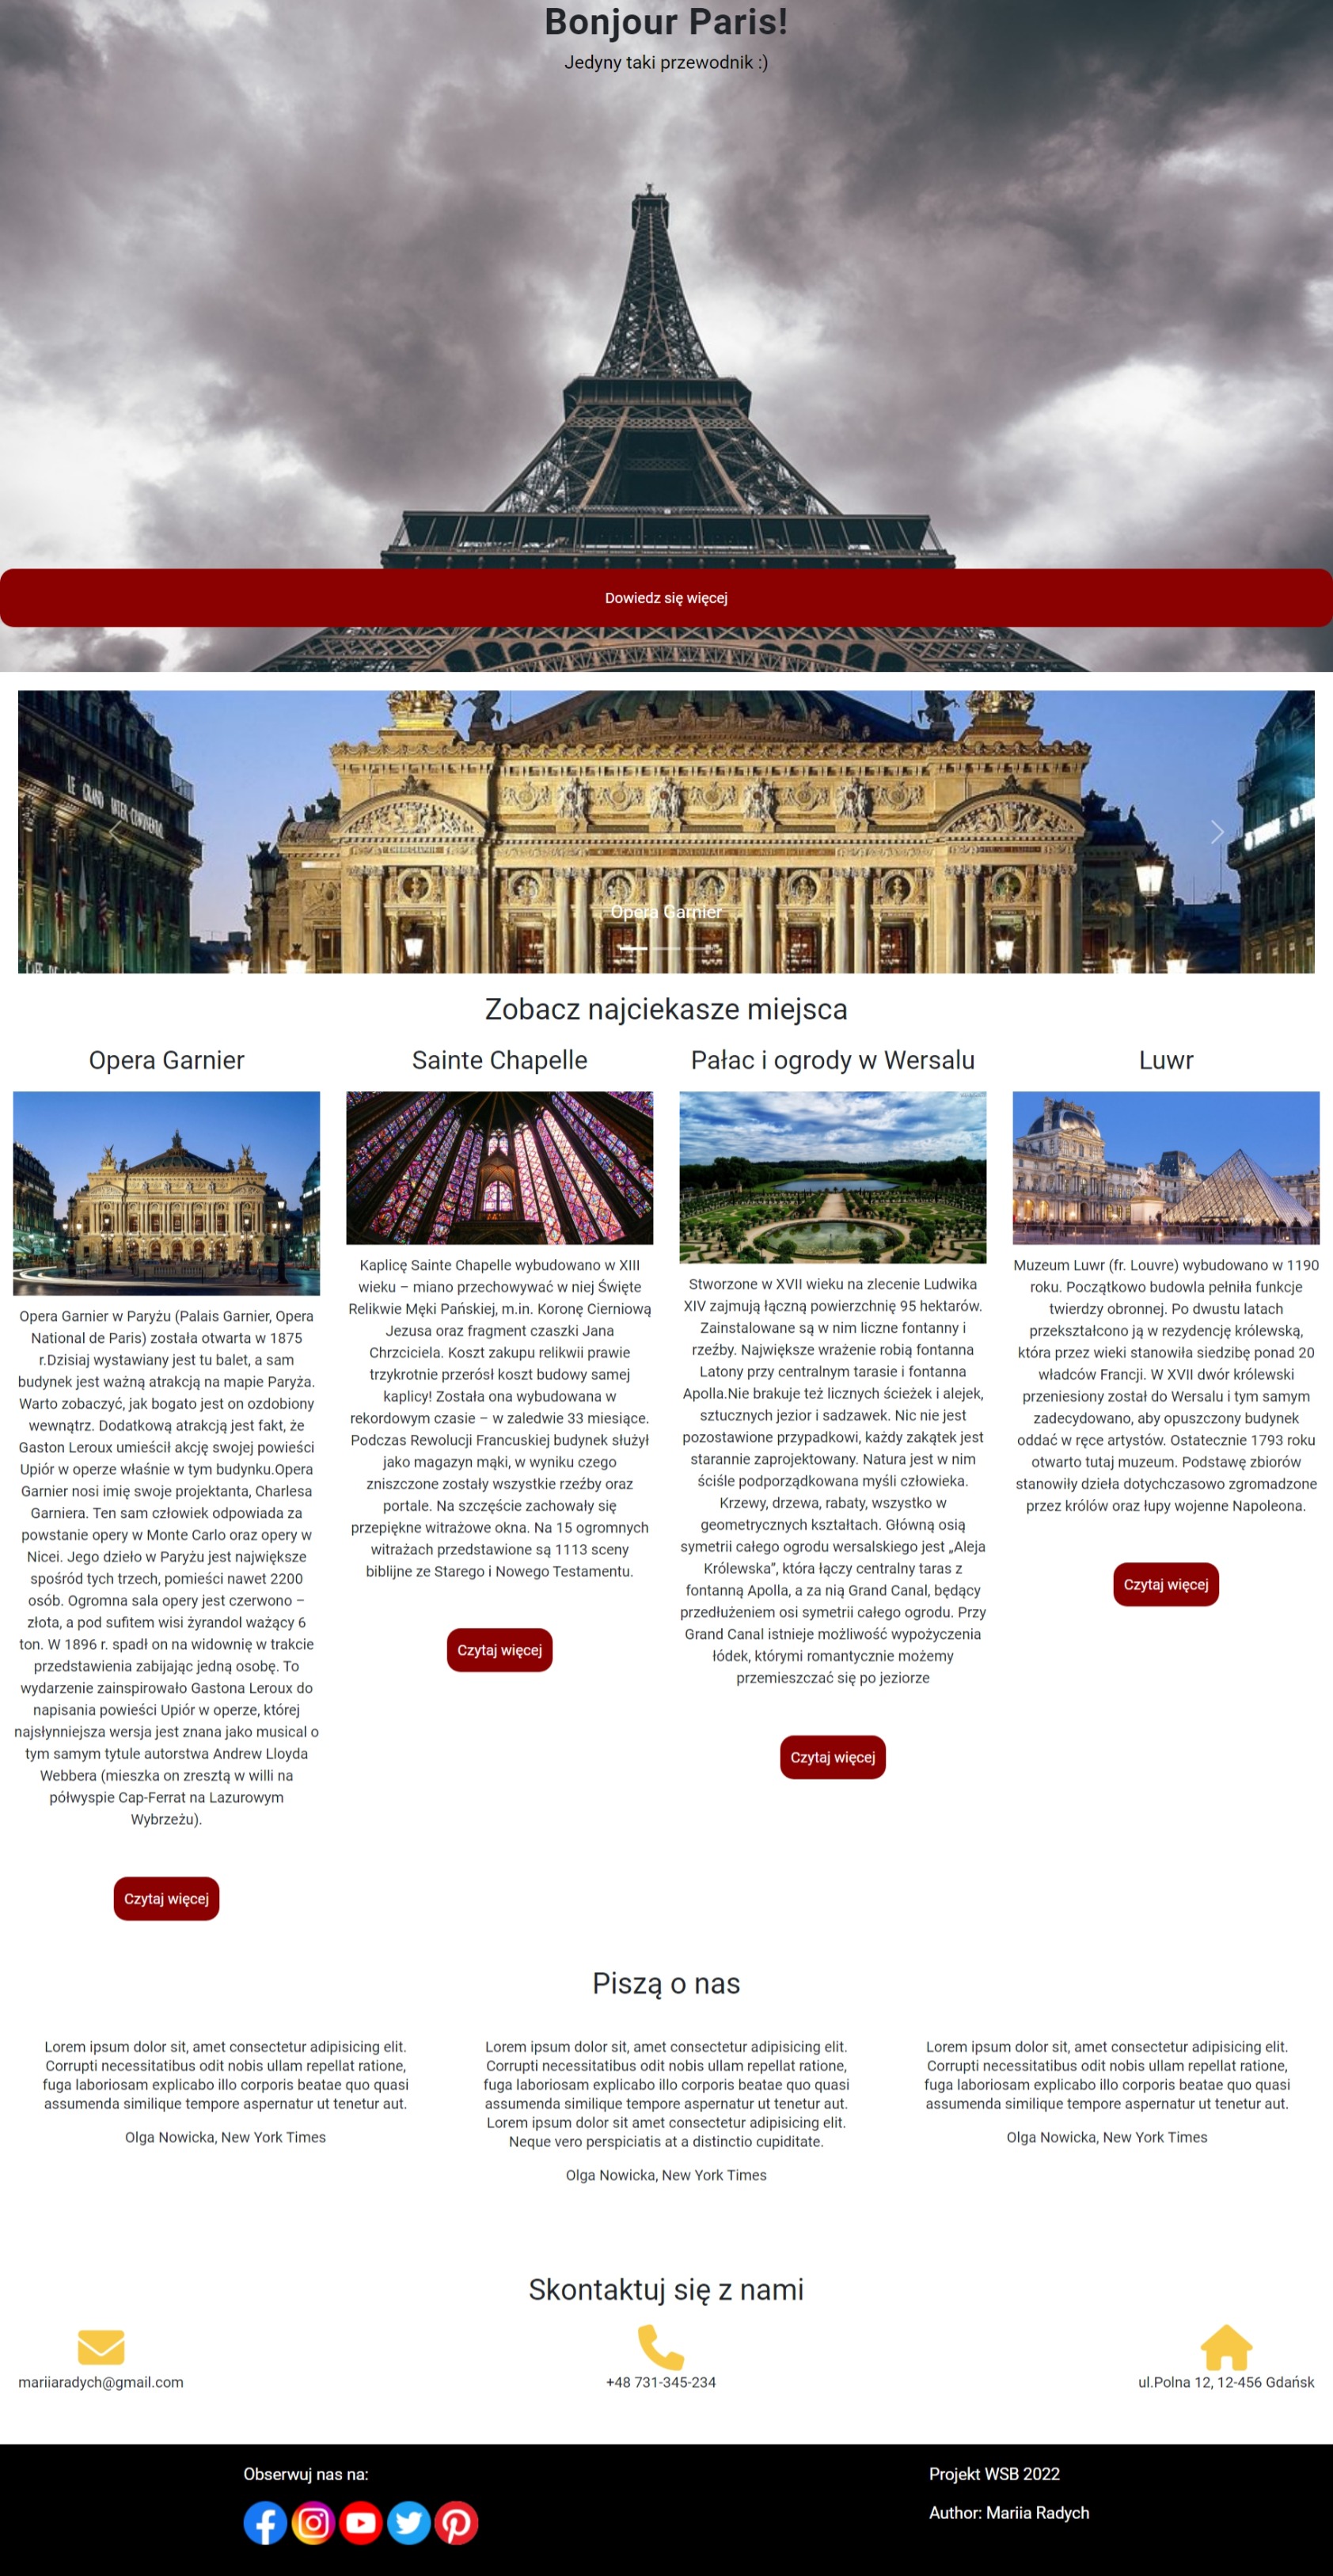 Bonjour Paris!
Jedyny taki przewodnik :)
Dowiedz się więcej
LE GRAND INTER-CONTINENTAL
Opera Garnier
Zobacz najciekasze miejsca
Opera Garnier
Opera Garnier w Paryżu (Palais Garnier, Opera
National de Paris) została otwarta w 1875
r.Dzisiaj wystawiany jest tu balet, a sam
budynek jest ważną atrakcją na mapie Paryża.
Warto zobaczyć, jak bogato jest on ozdobiony
wewnątrz. Dodatkową atrakcją jest fakt, że
Gaston Leroux umieścił akcję swojej powieści
Upiór w operze właśnie w tym budynku.Opera
Garnier nosi imię swoje projektanta, Charlesa
Garniera. Ten sam człowiek odpowiada za
powstanie opery w Monte Carlo oraz opery w
Nicei. Jego dzieło w Paryżu jest największe
spośród tych trzech, pomieści nawet 2200
osób. Ogromna sala opery jest czerwono –
złota, a pod sufitem wisi żyrandol ważący 6
ton. W 1896 r. spadł on na widownię w trakcie
przedstawienia zabijając jedną osobę. To
wydarzenie zainspirowało Gastona Leroux do
napisania powieści Upiór w operze, której
najsłynniejsza wersja jest znana jako musical o
tym samym tytule autorstwa Andrew Lloyda
Webbera (mieszka on zresztą w willi na
półwyspie Cap-Ferrat na Lazurowym
Wybrzeżu).
Czytaj więcej
Sainte Chapelle
Kaplicę Sainte Chapelle wybudowano w XIII
wieku – miano przechowywać w niej Święte
Relikwie Męki Pańskiej, m.in. Koronę Cierniową
Jezusa oraz fragment czaszki Jana
Chrzciciela. Koszt zakupu relikwii prawie
trzykrotnie przerósł koszt budowy samej
kaplicy! Została ona wybudowana w
rekordowym czasie – w zaledwie 33 miesiące.
Podczas Rewolucji Francuskiej budynek służył
jako magazyn mąki, w wyniku czego
zniszczone zostały wszystkie rzeźby oraz
portale. Na szczęście zachowały się
przepiękne witrażowe okna. Na 15 ogromnych
witrażach przedstawione są 1113 sceny
biblijne ze Starego i Nowego Testamentu.
Czytaj więcej
Pałac i ogrody w Wersalu
Stworzone w XVII wieku na zlecenie Ludwika
XIV zajmują łączną powierzchnię 95 hektarów.
Zainstalowane są w nim liczne fontanny i
rzeźby. Największe wrażenie robią fontanna
Latony przy centralnym tarasie i fontanna
Apolla.Nie brakuje też licznych ścieżek i alejek,
sztucznych jezior i sadzawek. Nic nie jest
pozostawione przypadkowi, każdy zakątek jest
starannie zaprojektowany. Natura jest w nim
ściśle podporządkowana myśli człowieka.
Krzewy, drzewa, rabaty, wszystko w
geometrycznych kształtach. Główną osią
symetrii całego ogrodu wersalskiego jest „Aleja
Królewska”, która łączy centralny taras z
fontanną Apolla, a za nią Grand Canal, będący
przedłużeniem osi symetrii całego ogrodu. Przy
Grand Canal istnieje możliwość wypożyczenia
łódek, którymi romantycznie możemy
przemieszczać się po jeziorze
Czytaj więcej
Luwr
Muzeum Luwr (fr. Louvre) wybudowano w 1190
roku. Początkowo budowla pełniła funkcje
twierdzy obronnej. Po dwustu latach
przekształcono ją w rezydencję królewską,
która przez wieki stanowiła siedzibę ponad 20
władców Francji. W XVII dwór królewski
przeniesiony został do Wersalu i tym samym
zadecydowano, aby opuszczony budynek
oddać w ręce artystów. Ostatecznie 1793 roku
otwarto tutaj muzeum. Podstawę zbiorów
stanowiły dzieła dotychczasowo zgromadzone
przez królów oraz łupy wojenne Napoleona.
Czytaj więcej
Piszą o nas
Lorem ipsum dolor sit, amet consectetur adipisicing elit.
Corrupti necessitatibus odit nobis ullam repellat ratione,
fuga laboriosam explicabo illo corporis beatae quo quasi
assumenda similique tempore aspernatur ut tenetur aut.
Olga Nowicka, New York Times
Lorem ipsum dolor sit, amet consectetur adipisicing elit.
Corrupti necessitatibus odit nobis ullam repellat ratione,
fuga laboriosam explicabo illo corporis beatae quo quasi
assumenda similique tempore aspernatur ut tenetur aut.
Lorem ipsum dolor sit amet consectetur adipisicing elit.
Neque vero perspiciatis at a distinctio cupiditate.
Olga Nowicka, New York Times
Lorem ipsum dolor sit, amet consectetur adipisicing elit.
Corrupti necessitatibus odit nobis ullam repellat ratione,
fuga laboriosam explicabo illo corporis beatae quo quasi
assumenda similique tempore aspernatur ut tenetur aut.
Olga Nowicka, New York Times
Skontaktuj się z nami
mariiaradych@gmail.com
+48 731-345-234
ul.Polna 12, 12-456 Gdańsk
Obserwuj nas na:
Projekt WSB 2022
Author: Mariia Radych